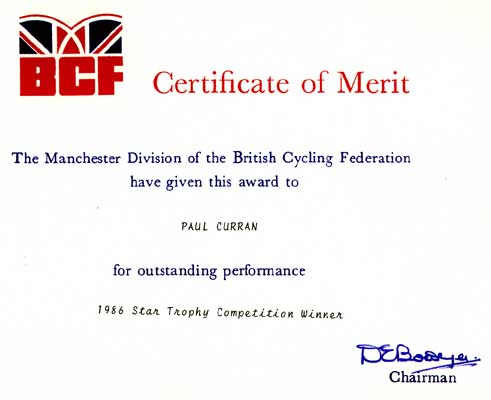 BCF
Certificate of Merit
The Manchester Division of the British Cycling Federation
have given this award to
PAUL CURRAN
for outstanding performance
1986 Star Trophy Competition Winner
Chairman